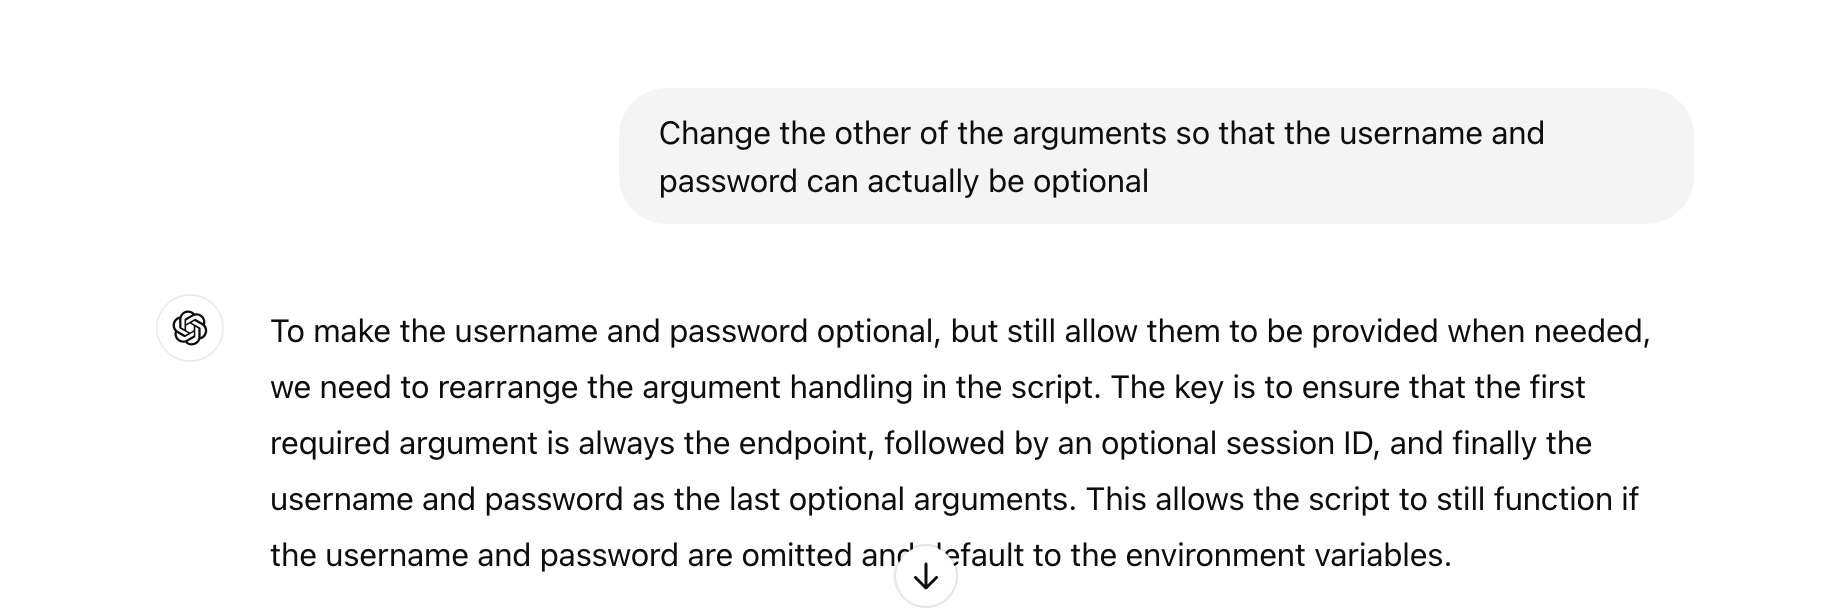 Change the other of the arguments so that the username and
password can actually be optional
To make the username and password optional, but still allow them to be provided when needed,
we need to rearrange the argument handling in the script. The key is to ensure that the first
required argument is always the endpoint, followed by an optional session ID, and finally the
username and password as the last optional arguments. This allows the script to still function if
the username and password are omitted and default to the environment variables.